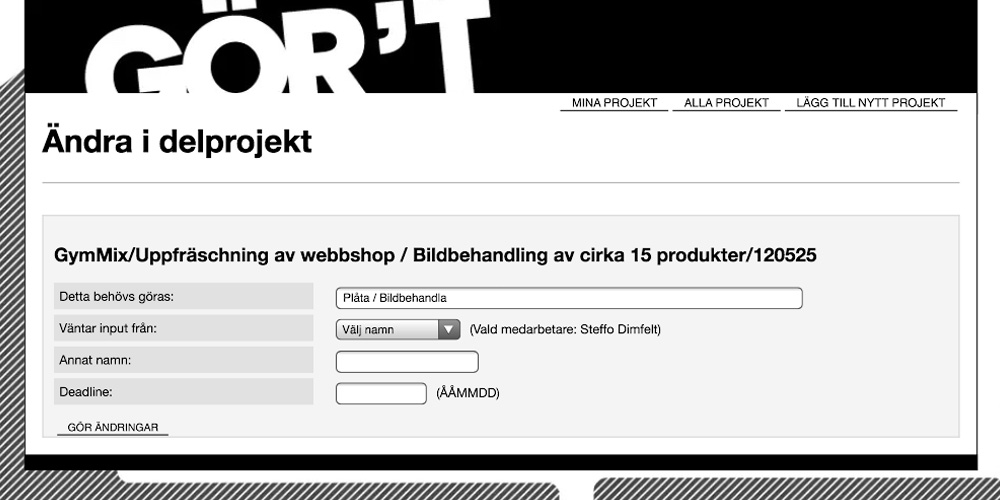 GÖR'T
MINA PROJEKT ALLA PROJEKT LÄGG TILL NYTT PROJEKT
Ändra i delprojekt
GymMix/Uppfräschning av webbshop / Bildbehandling av cirka 15 produkter/120525
Detta behövs göras: Plåta / Bildbehandla
Väntar input från: Välj namn (Vald medarbetare: Steffo Dimfelt)
Annat namn:
Deadline: (ÅÅMMDD)
GÖR ÄNDRINGAR